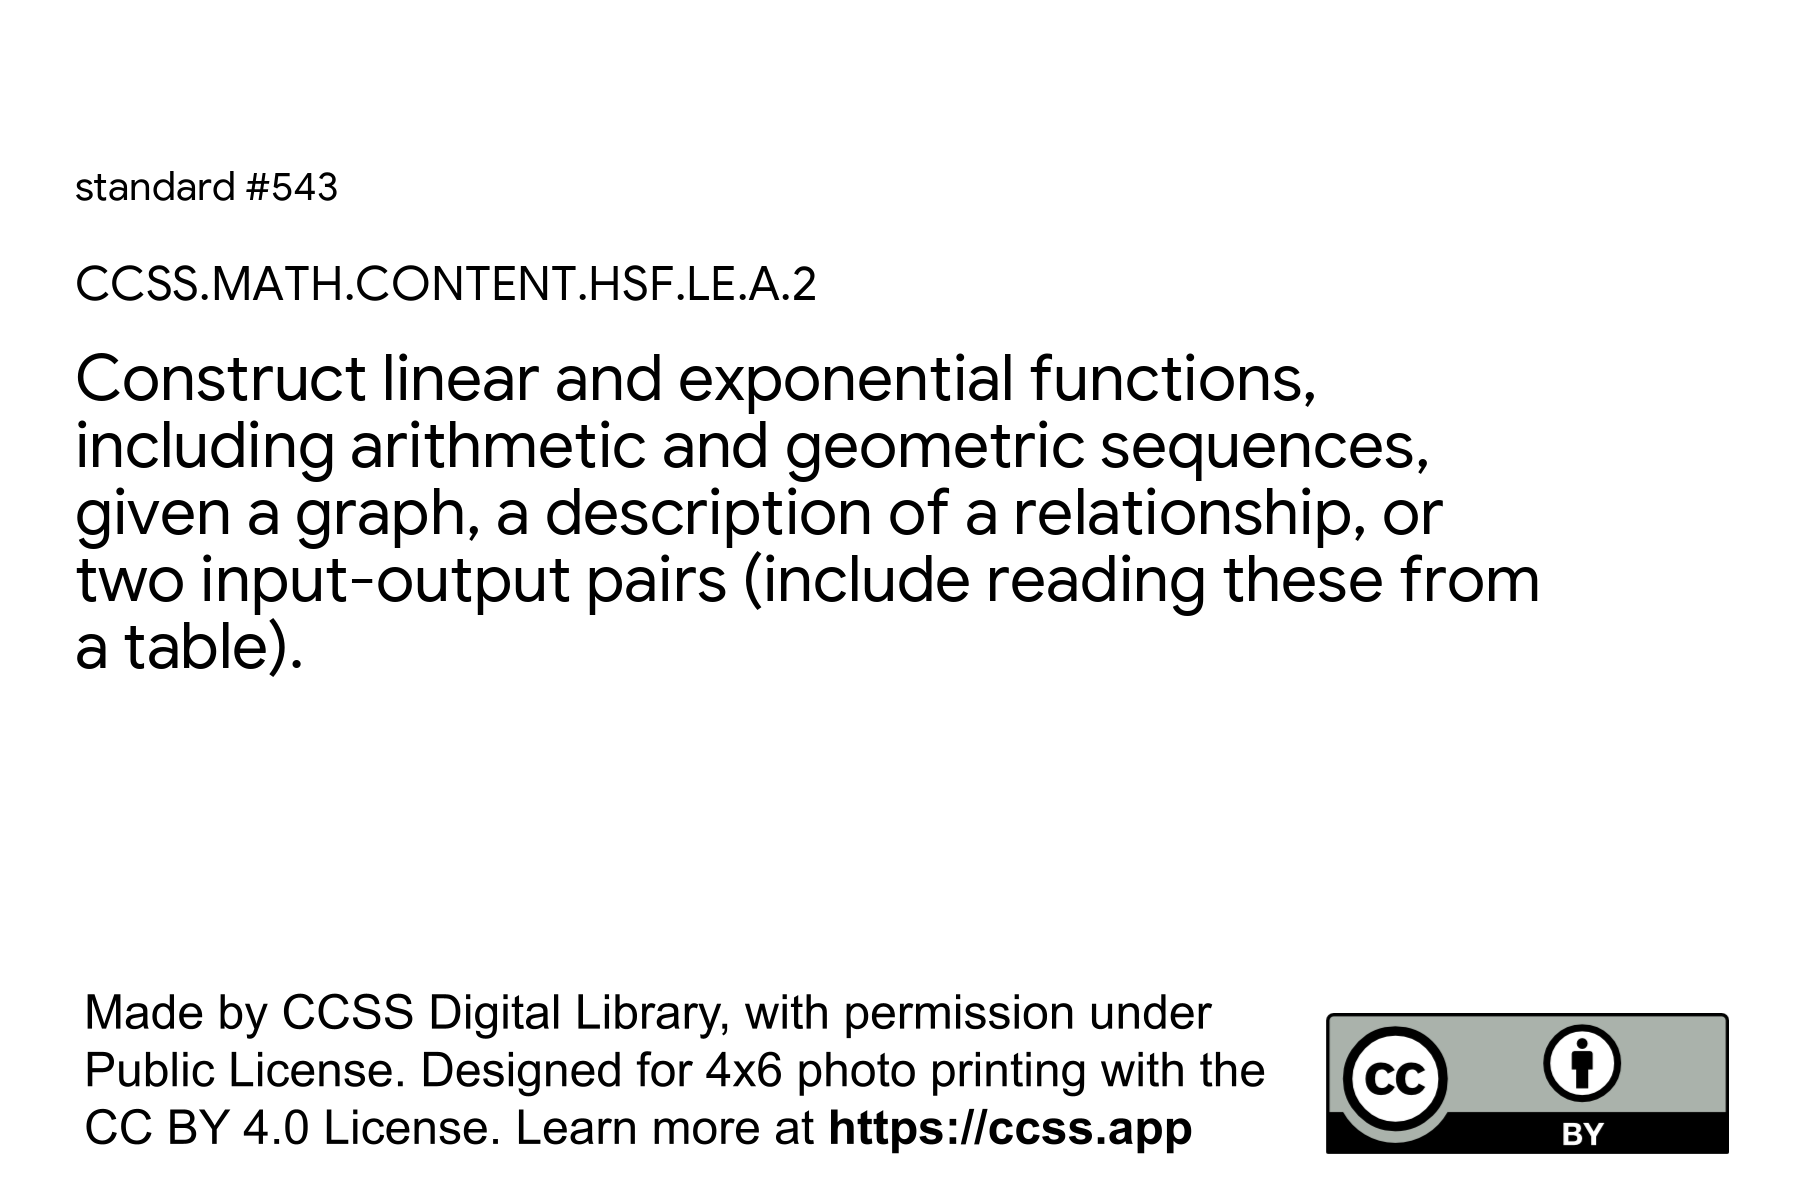 standard #543
CCSS.MATH.CONTENT.HSF.LE.A.2
Construct linear and exponential functions,
including arithmetic and geometric sequences,
given a graph, a description of a relationship, or
two input-output pairs (include reading these from
a table).
Made by CCSS Digital Library, with permission under
Public License. Designed for 4x6 photo printing with the
CC BY 4.0 License. Learn more at https://ccss.app
CC
BY